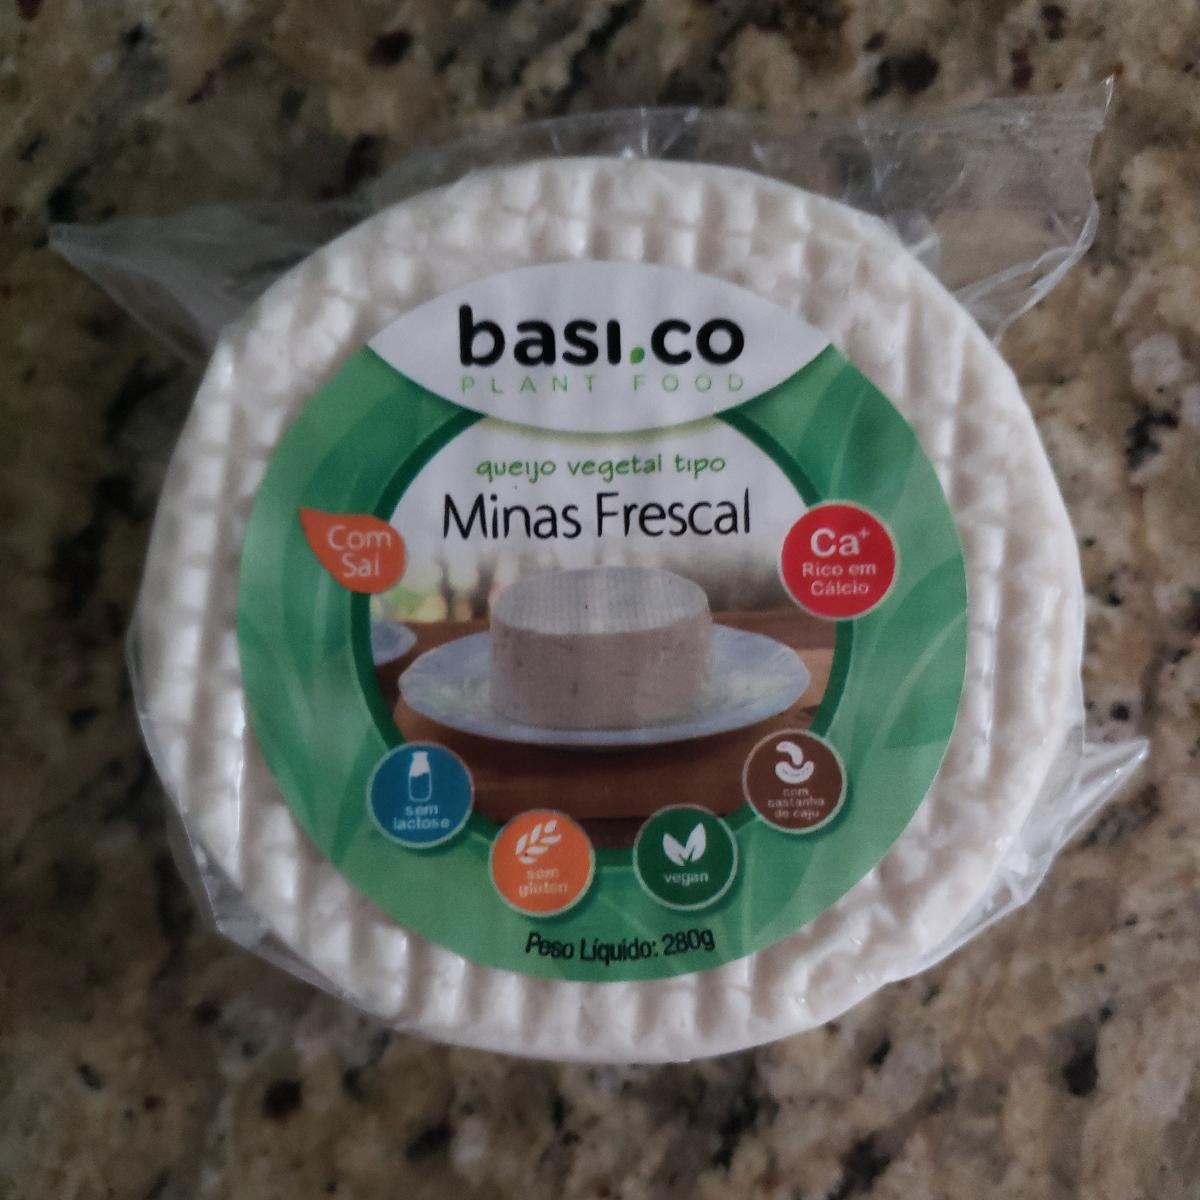 basi.co
PLANT FOOD
queijo vegetal tipo
Minas Frescal
Com
Sal
Ca+
Rico em
Cálcio
sem
lactose
sem
glúten
vegan
com
castanha
de caju
Peso Líquido: 280g